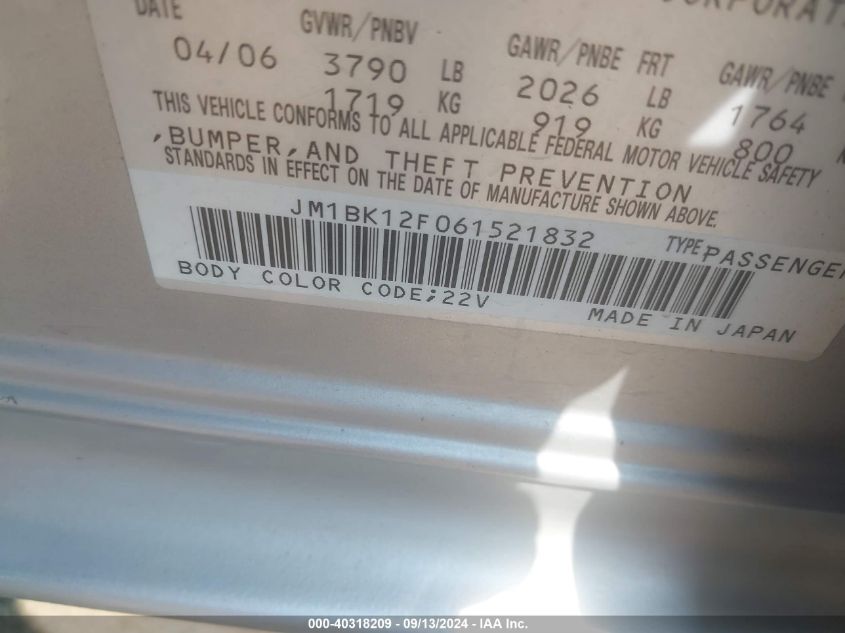 DATE GVWR/PNBV GAWR/PNBE FRT GAWR/PNBE
04/06 3790 LB 2026 LB 1764
1719 KG 919 KG 800
THIS VEHICLE CONFORMS TO ALL APPLICABLE FEDERAL MOTOR VEHICLE SAFETY
,BUMPER,AND THEFT PREVENTION
STANDARDS IN EFFECT ON THE DATE OF MANUFACTURE SHOWN ABOVE.
JM1BK12F061521832 TYPE PASSENGER
BODY COLOR CODE;22V MADE IN JAPAN
000-40318209 - 09/13/2024 - IAA Inc.